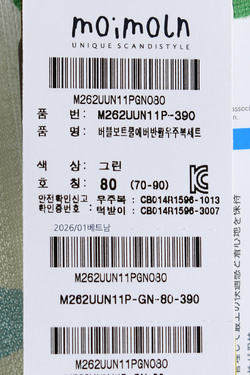 moimoln
UNIQUE SCANDISTYLE
M262UUN11PGN080
품 번: M262UUN11P-390
품 명: 버블보트쿨에버반팔우주복세트
색 상: 그린
호 칭: 80 (70-90)
안전확인신고 우주복: CB014R1596-1013
확인증번호: 턱받이: CB014R1596-3007
2026/01베트남
M262UUN11PGN080
M262UUN11P-GN-80-390
M262UUN11PGN080